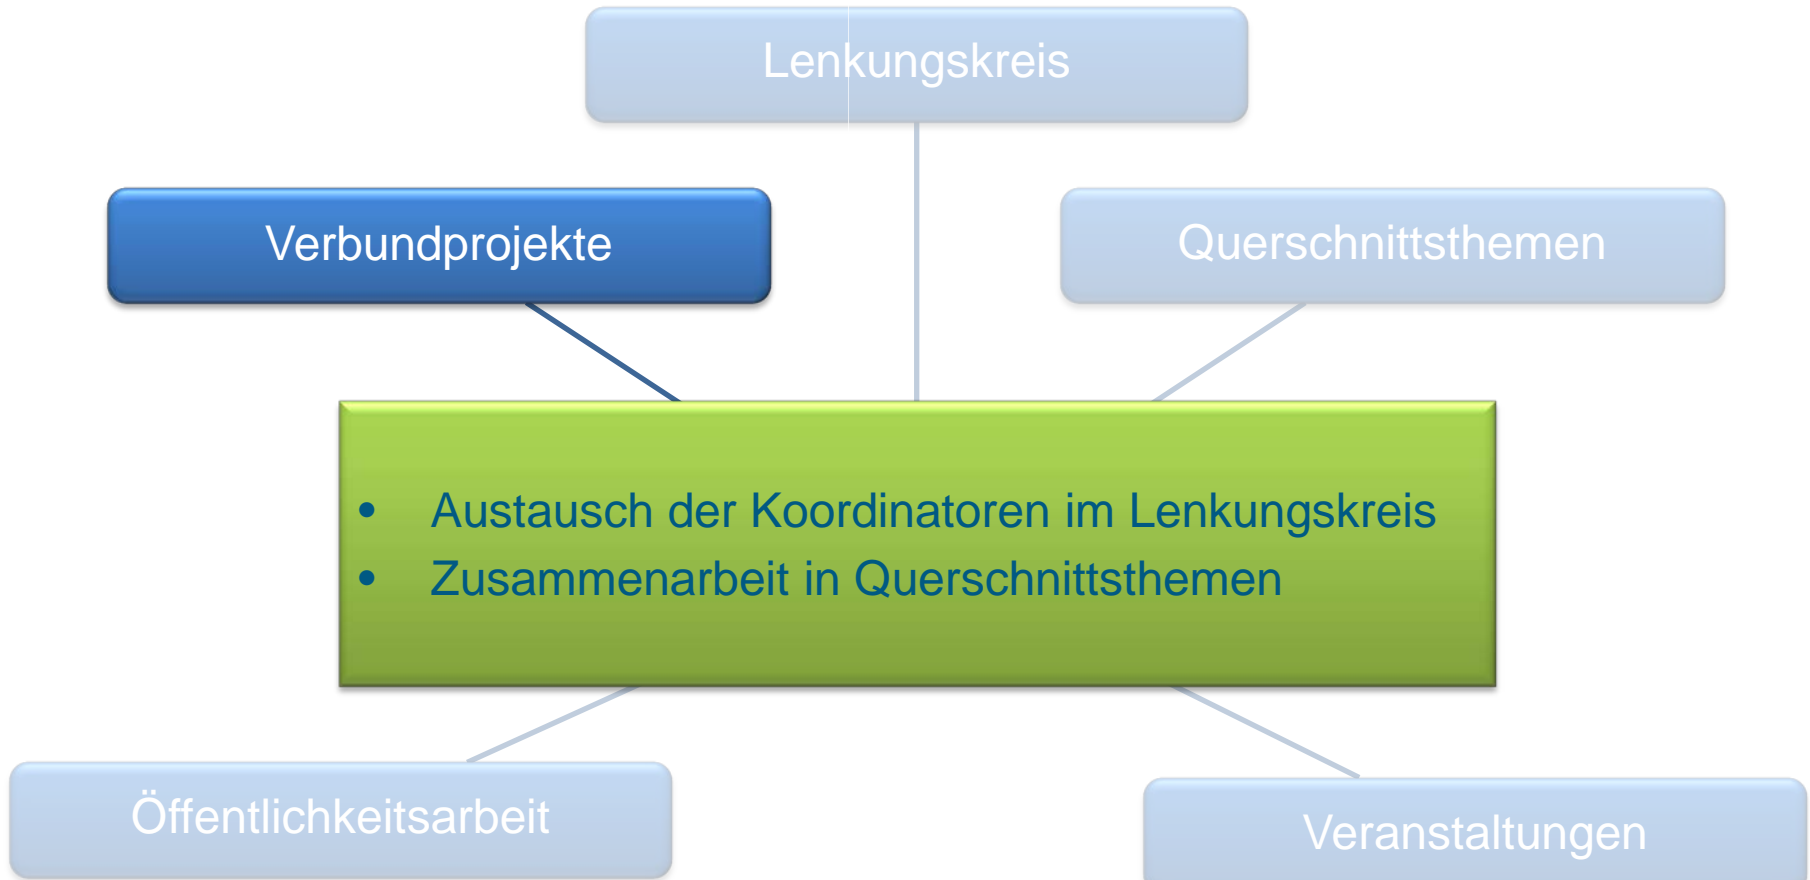 Lenkungskreis
Verbundprojekte
Querschnittsthemen
• Austausch der Koordinatoren im Lenkungskreis
• Zusammenarbeit in Querschnittsthemen
Öffentlichkeitsarbeit
Veranstaltungen